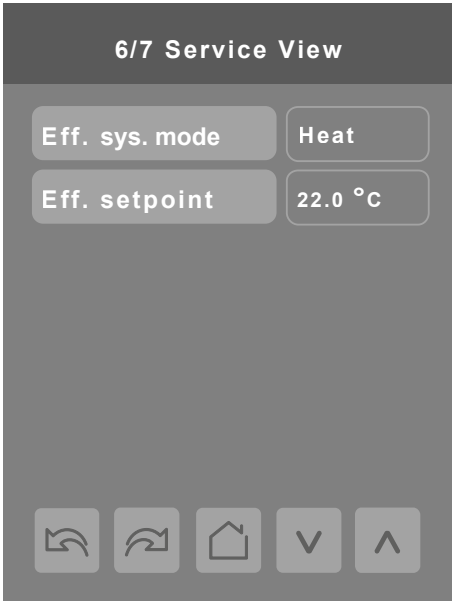 6/7 Service View
Eff. sys. mode Heat
Eff. setpoint 22.0 °C